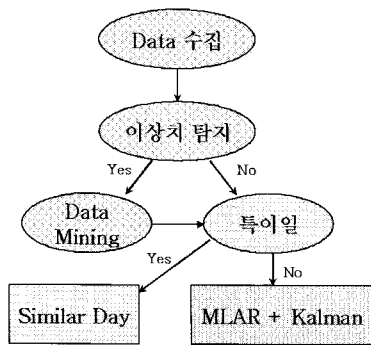 Data 수집
이상치 탐지
Yes
No
Data
Mining
특이일
Yes
No
Similar Day
MLAR + Kalman